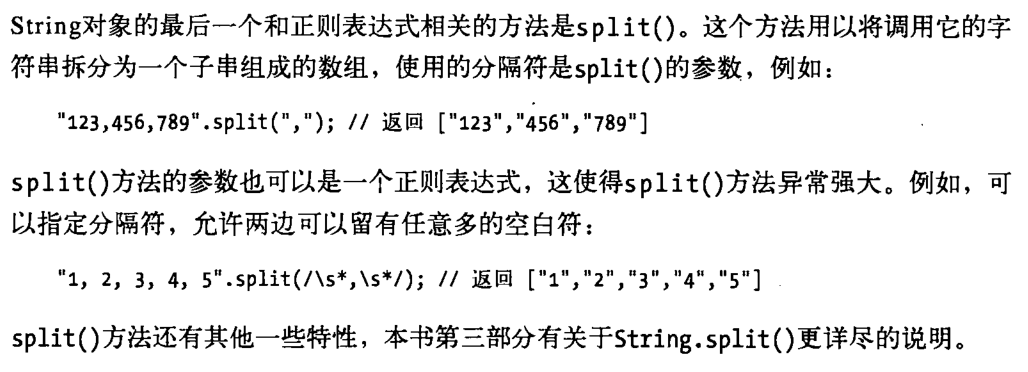 String对象的最后一个和正则表达式相关的方法是split()。这个方法用以将调用它的字
符串拆分为一个子串组成的数组，使用的分隔符是split()的参数，例如：
"123,456,789".split(","); // 返回 ["123","456","789"]
split()方法的参数也可以是一个正则表达式，这使得split()方法异常强大。例如，可
以指定分隔符，允许两边可以留有任意多的空白符：
"1, 2, 3, 4, 5".split(/\s*,\s*/); // 返回 ["1","2","3","4","5"]
split()方法还有其他一些特性，本书第三部分有关于String.split()更详尽的说明。